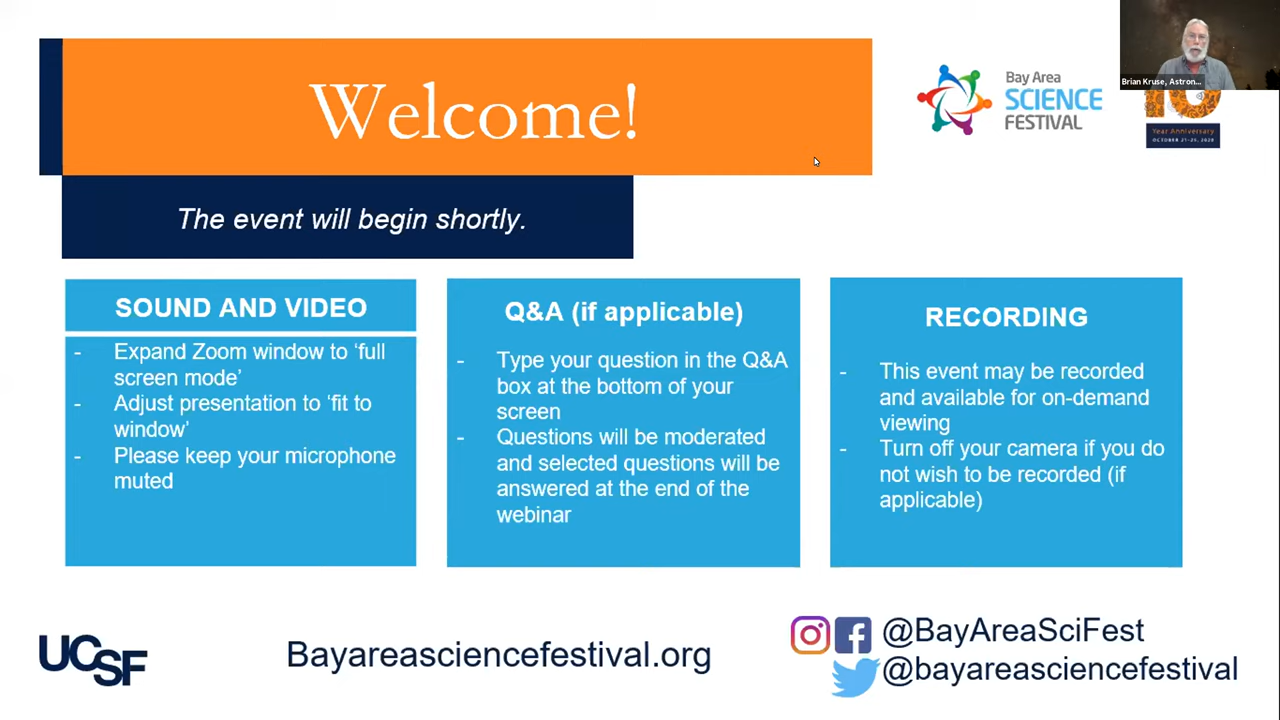 Welcome!
The event will begin shortly.
Bay Area
SCIENCE
FESTIVAL
Brian Kruse, Astron...
10
Year Anniversary
SOUND AND VIDEO
- Expand Zoom window to ‘full
screen mode’
- Adjust presentation to ‘fit to
window’
- Please keep your microphone
muted
Q&A (if applicable)
- Type your question in the Q&A
box at the bottom of your
screen
- Questions will be moderated
and selected questions will be
answered at the end of the
webinar
RECORDING
- This event may be recorded
and available for on-demand
viewing
- Turn off your camera if you do
not wish to be recorded (if
applicable)
UCSF
Bayareasciencefestival.org
@BayAreaSciFest
@bayareasciencefestival